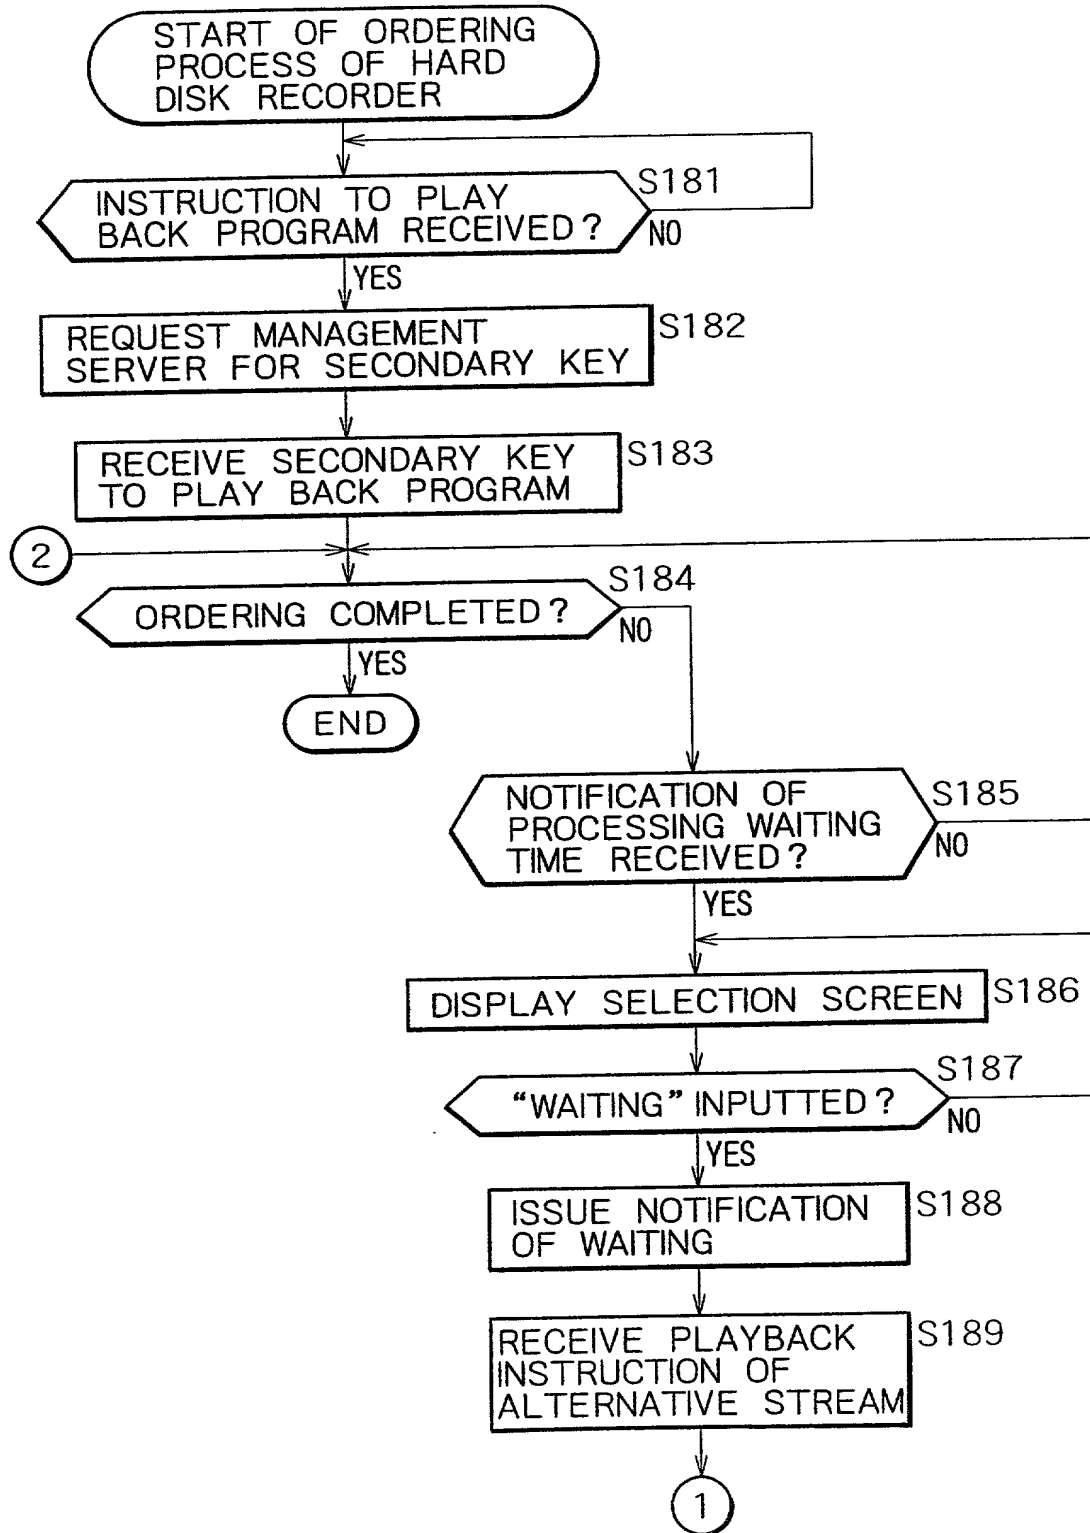 START OF ORDERING
PROCESS OF HARD
DISK RECORDER
INSTRUCTION TO PLAY
BACK PROGRAM RECEIVED?
S181
NO
YES
REQUEST MANAGEMENT
SERVER FOR SECONDARY KEY
S182
RECEIVE SECONDARY KEY
TO PLAY BACK PROGRAM
S183
2
ORDERING COMPLETED?
S184
NO
YES
END
NOTIFICATION OF
PROCESSING WAITING
TIME RECEIVED?
S185
NO
YES
DISPLAY SELECTION SCREEN
S186
"WAITING" INPUTTED?
S187
NO
YES
ISSUE NOTIFICATION
OF WAITING
S188
RECEIVE PLAYBACK
INSTRUCTION OF
ALTERNATIVE STREAM
S189
1